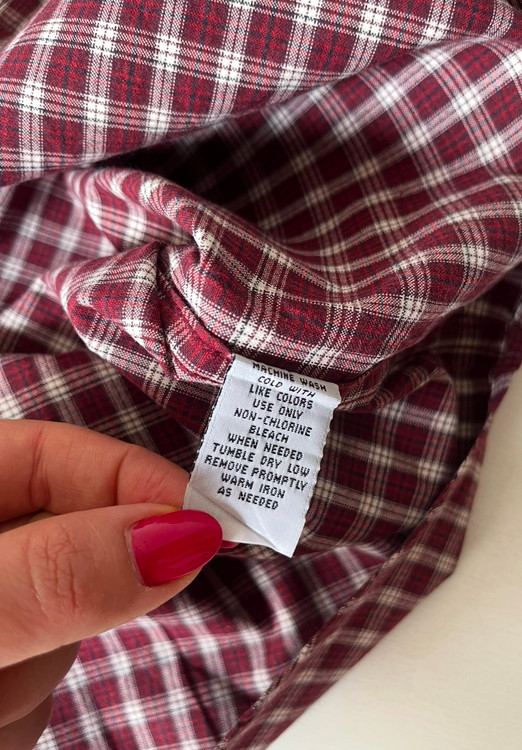 MACHINE WASH
COLD WITH
LIKE COLORS
USE ONLY
NON-CHLORINE
BLEACH
WHEN NEEDED
TUMBLE DRY LOW
REMOVE PROMPTLY
WARM IRON
AS NEEDED